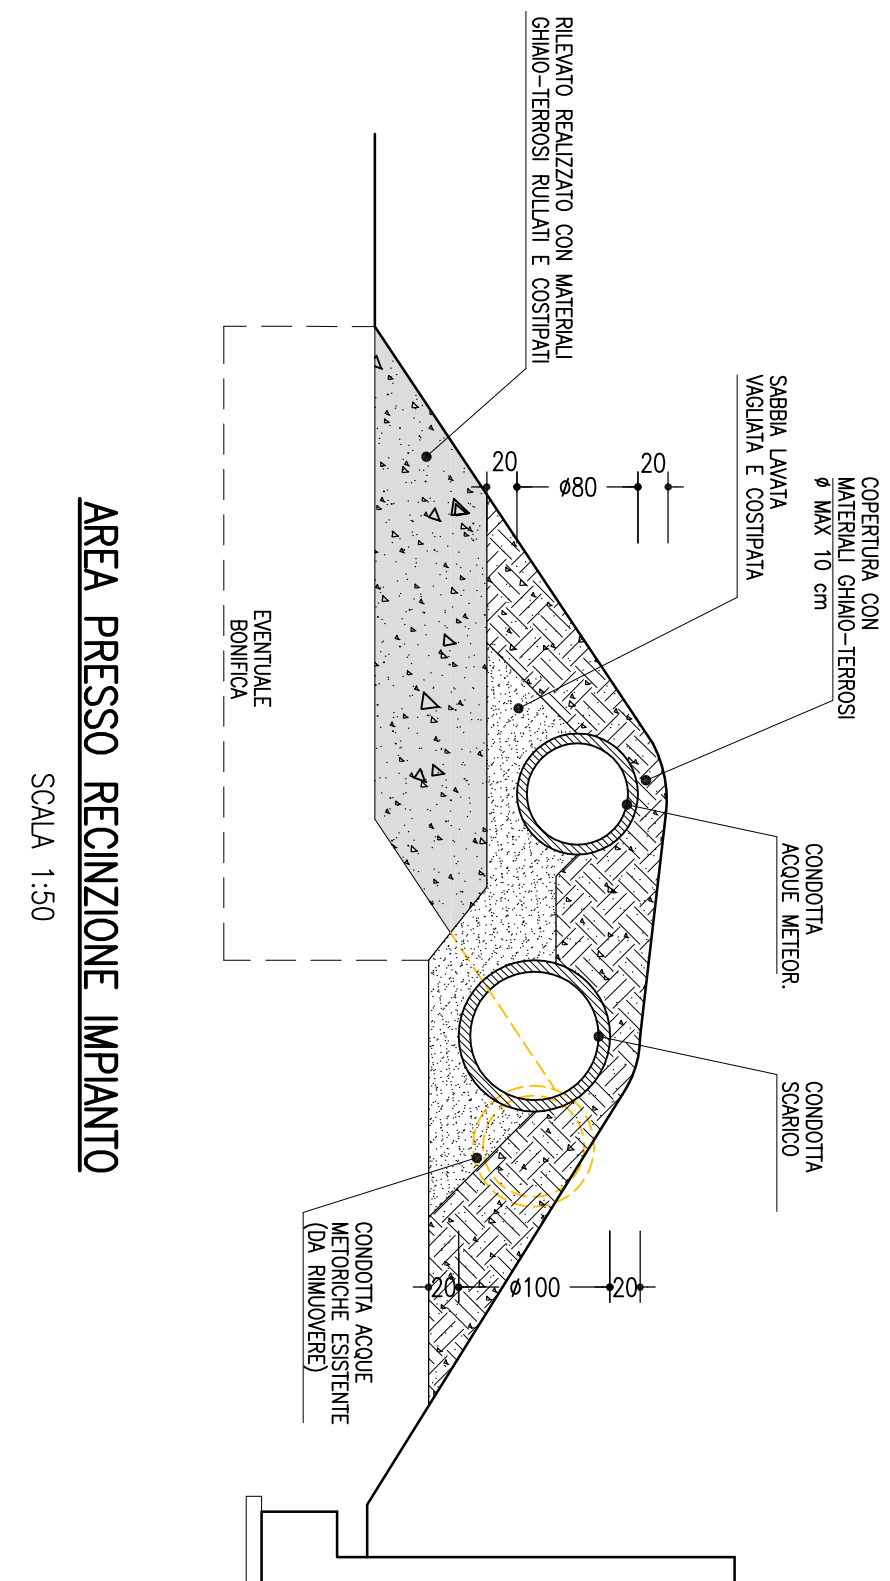 COPERTURA CON
MATERIALI GHIAIO-TERROSI
Ø MAX 10 cm
SABBIA LAVATA
VAGLIATA E COSTIPATA
RILEVATO REALIZZATO CON MATERIALI
GHIAIO-TERROSI RULLATI E COSTIPATI
CONDOTTA
ACQUE METEOR.
CONDOTTA
SCARICO
20
Ø80
20
20
Ø100
20
CONDOTTA ACQUE
METORICHE ESISTENTE
(DA RIMUOVERE)
EVENTUALE
BONIFICA
AREA PRESSO RECINZIONE IMPIANTO
SCALA 1:50